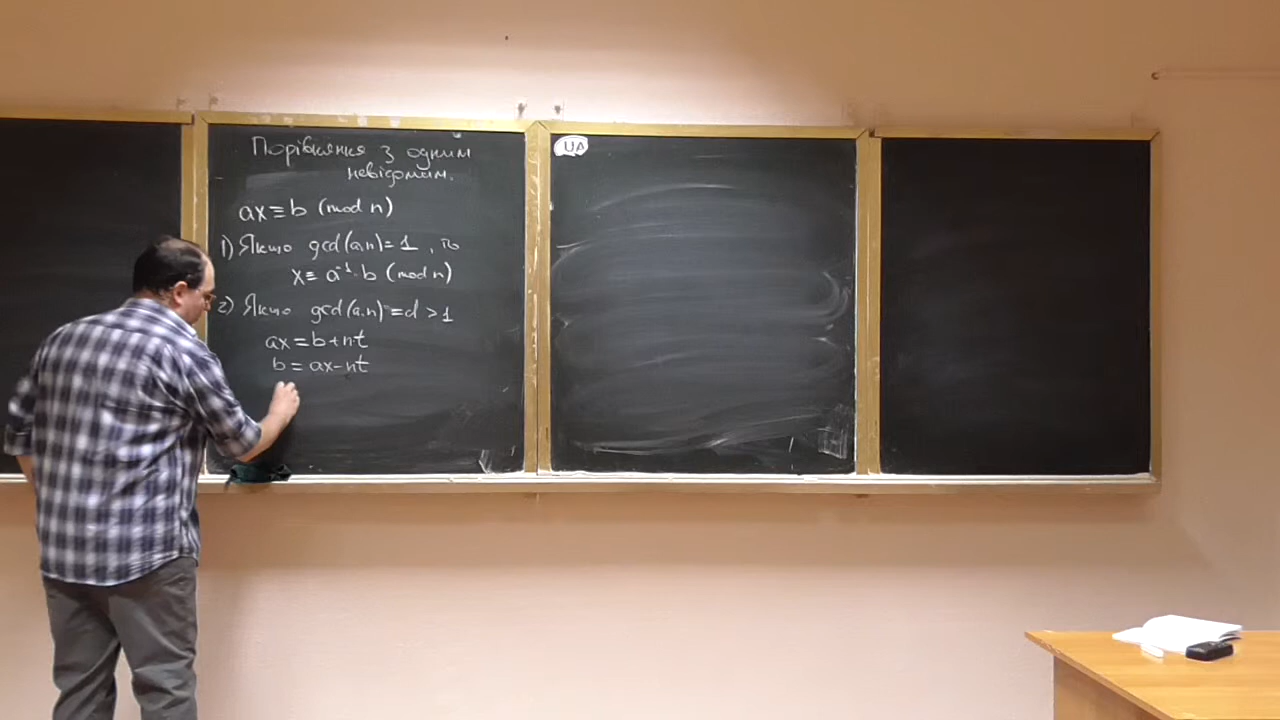 Порівняння з одним
невідомим.
ax ≡ b (mod n)
1) Якщо gcd(a,n)=1, то
x ≡ a⁻¹·b (mod n)
2) Якщо gcd(a,n)=d>1
ax = b+nt
b = ax-nt
UA